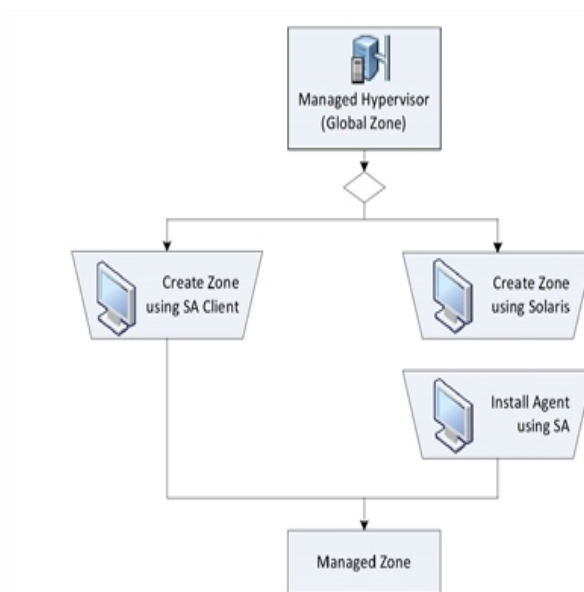 Managed Hypervisor
(Global Zone)
Create Zone
using SA Client
Create Zone
using Solaris
Install Agent
using SA
Managed Zone